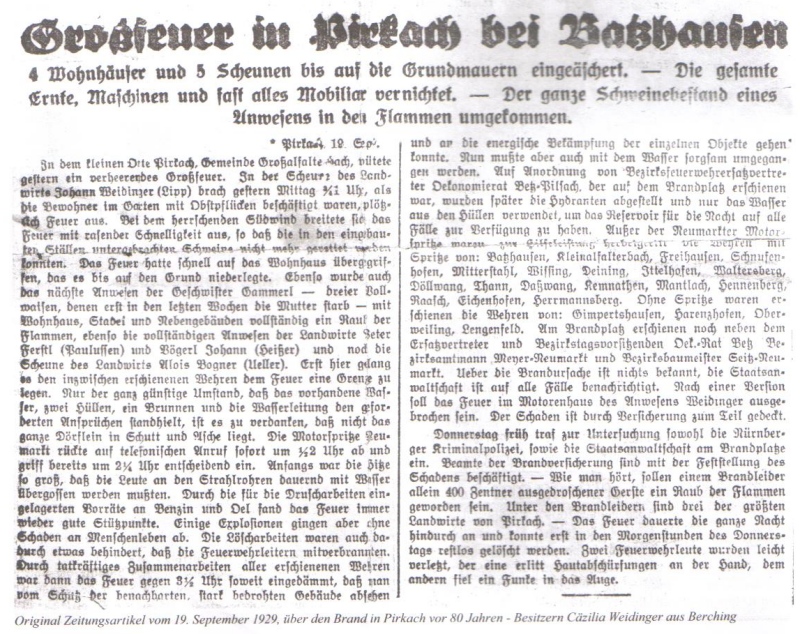 Großfeuer in Pirkach bei Batzhausen
4 Wohnhäuser und 5 Scheunen bis auf die Grundmauern eingeäschert. — Die gesamte
Ernte, Maschinen und fast alles Mobiliar vernichtet. — Der ganze Schweinebestand eines
Anwesens in den Flammen umgekommen.
* Pirkach, 19. Sep.
In dem kleinen Orte Pirkach, Gemeinde Großalfalterbach, wütete
gestern ein verheerendes Großfeuer. In der Scheune des Land-
wirts Johann Weidinger (Lipp) brach gestern Mittag ¾1 Uhr, als
die Bewohner im Garten mit Obstpflücken beschäftigt waren, plötz-
lich Feuer aus. Bei dem herrschenden Südwind breitete sich das
Feuer mit rasender Schnelligkeit aus, so daß die in den eingebau-
ten Ställen untergebrachten Schweine nicht mehr gerettet werden
konnten. Das Feuer hatte schnell auf das Wohnhaus übergegrif-
fen, das es bis auf den Grund niederlegte. Ebenso wurde auch
das nächste Anwesen der Geschwister Gammerl — dreier Voll-
waisen, denen erst in den letzten Wochen die Mutter starb — mit
Wohnhaus, Stadel und Nebengebäuden vollständig ein Raub der
Flammen, ebenso die vollständigen Anwesen der Landwirte Peter
Ferstl (Paulussen) und Vögerl Johann (Heißer) und noch die
Scheune des Landwirts Alois Bogner (Ueller). Erst hier gelang
es den inzwischen erschienenen Wehren dem Feuer eine Grenze zu
legen. Nur der ganz günstige Umstand, daß das vorhandene Was-
ser, zwei Hüllen, ein Brunnen und die Wasserleitung den gefor-
derten Ansprüchen standhielt, ist es zu verdanken, daß nicht das
ganze Dörflein in Schutt und Asche liegt. Die Motorspritze Neu-
markt rückte auf telefonischen Anruf sofort um ½2 Uhr ab und
griff bereits um 2¼ Uhr entscheidend ein. Anfangs war die Hitze
so groß, daß die Leute an den Strahlrohren dauernd mit Wasser
übergossen werden mußten. Durch die für die Druscharbeiten ein-
gelagerten Vorräte an Benzin und Oel fand das Feuer immer
wieder gute Stützpunkte. Einige Explosionen gingen aber ohne
Schaden an Menschenleben ab. Die Löscharbeiten waren auch da-
durch etwas behindert, daß die Feuerwehrleitern mitverbrannten.
Durch tatkräftiges Zusammenarbeiten aller erschienenen Wehren
war dann das Feuer gegen 3½ Uhr soweit eingedämmt, daß man
vom Schutz der benachbarten, stark bedrohten Gebäude absehen
und an die energische Bekämpfung der einzelnen Objekte gehen
konnte. Nun mußte aber auch mit dem Wasser sorgsam umgegan-
gen werden. Auf Anordnung von Bezirksfeuerwehrersatzvertre-
ter Oekonomierat Betz-Pilsach, der auf dem Brandplatz erschienen
war, wurden später die Hydranten abgestellt und nur das Wasser
aus den Hüllen verwendet, um das Reservoir für die Nacht auf alle
Fälle zur Verfügung zu haben. Außer der Neumarkter Motor-
spritze waren zur Hilfeleistung herbeigeeilt die Wehren mit
Spritze von: Batzhausen, Kleinalfalterbach, Freihausen, Schnufen-
hofen, Mitterstahl, Wissing, Deining, Ittelhofen, Waltersberg,
Döllwang, Thann, Daßwang, Kemnathen, Mantlach, Hennenberg,
Raasch, Eichenhofen, Herrmannsberg. Ohne Spritze waren er-
schienen die Wehren von: Gimpertshausen, Harenzhofen, Ober-
weiling, Lengenfeld. Am Brandplatz erschienen noch neben dem
Ersatzvertreter und Bezirkstagsvorsitzenden Oek.-Rat Betz Be-
zirksamtmann Meyer-Neumarkt und Bezirksbaumeister Seitz-Neu-
markt. Ueber die Brandursache ist nichts bekannt, die Staatsan-
waltschaft ist auf alle Fälle benachrichtigt. Nach einer Version
soll das Feuer im Motorenhaus des Anwesens Weidinger ausge-
brochen sein. Der Schaden ist durch Versicherung zum Teil gedeckt.
Donnerstag früh traf zur Untersuchung sowohl die Nürnber-
ger Kriminalpolizei, sowie die Staatsanwaltschaft am Brandplatze
ein. Beamte der Brandversicherung sind mit der Feststellung des
Schadens beschäftigt. — Wie man hört, sollen einem Brandleider
allein 400 Zentner ausgedroschener Gerste ein Raub der Flammen
geworden sein. Unter den Brandleidern sind drei der größten
Landwirte von Pirkach. — Das Feuer dauerte die ganze Nacht
hindurch an und konnte erst in den Morgenstunden des Donners-
tags restlos gelöscht werden. Zwei Feuerwehrleute wurden leicht
verletzt, der eine erlitt Hautabschürfungen an der Hand, dem
andern fiel ein Funke in das Auge.
Original Zeitungsartikel vom 19. September 1929, über den Brand in Pirkach vor 80 Jahren - Besitzern Cäzilia Weidinger aus Berching